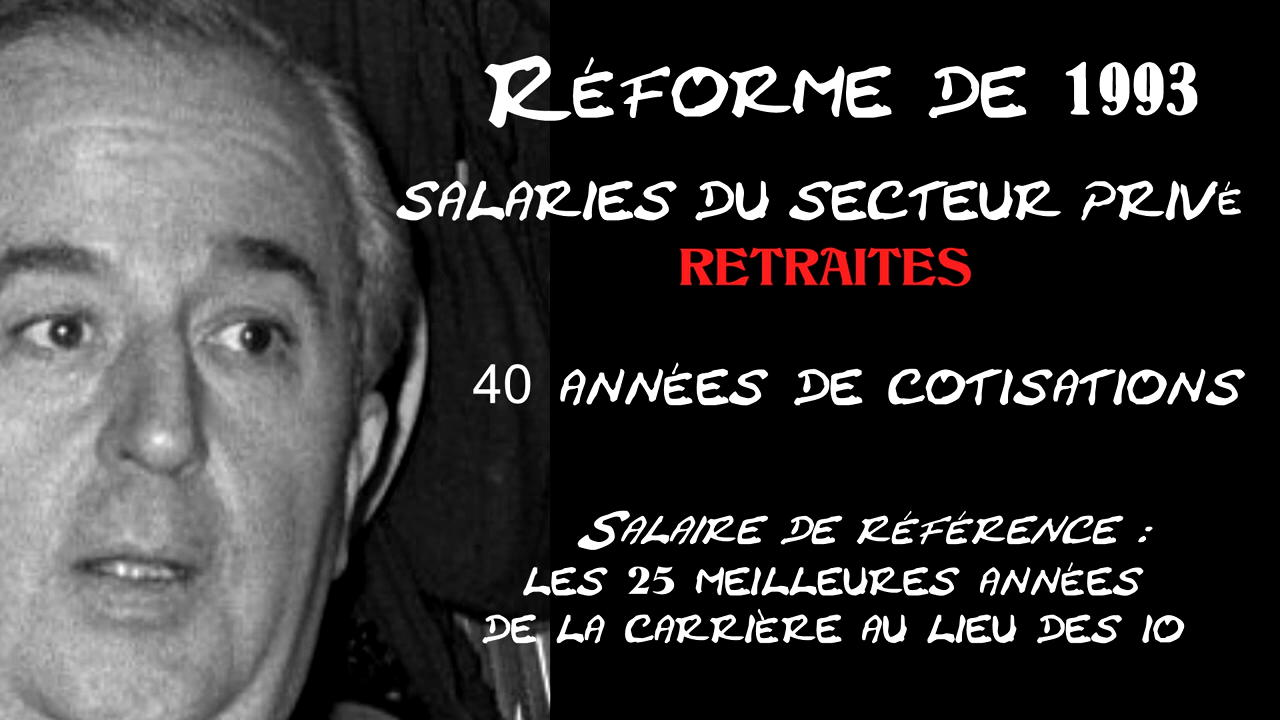 RÉFORME DE 1993
SALARIES DU SECTEUR PRIVÉ
RETRAITES
40 ANNÉES DE COTISATIONS
SALAIRE DE RÉFÉRENCE :
LES 25 MEILLEURES ANNÉES
DE LA CARRIÈRE AU LIEU DES 10